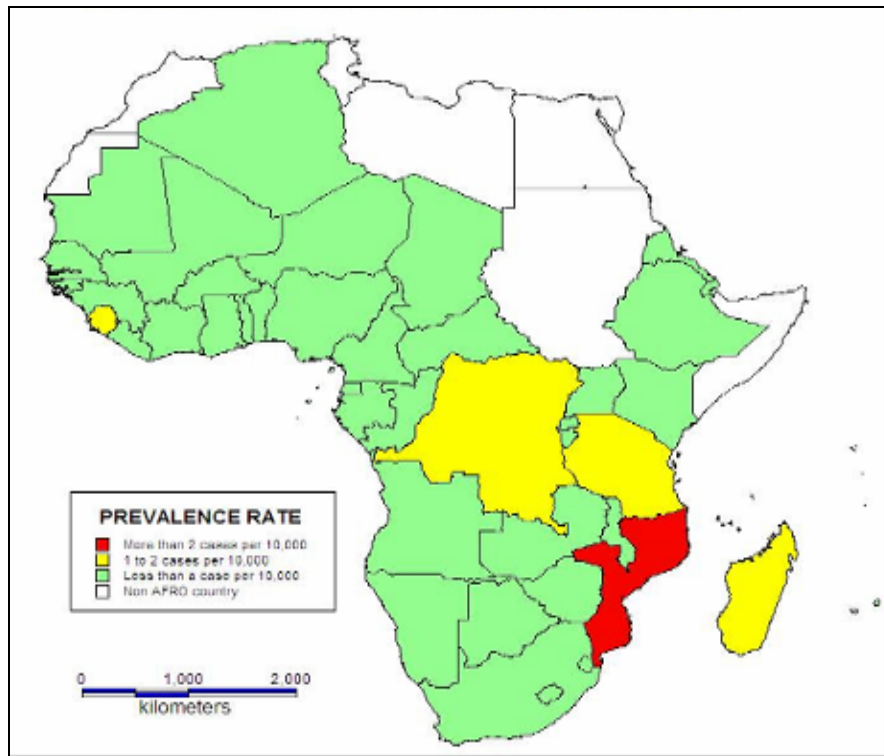 PREVALENCE RATE
More than 2 cases per 10,000
1 to 2 cases per 10,000
Less than a case per 10,000
Non AFRO country
0 1,000 2,000
kilometers